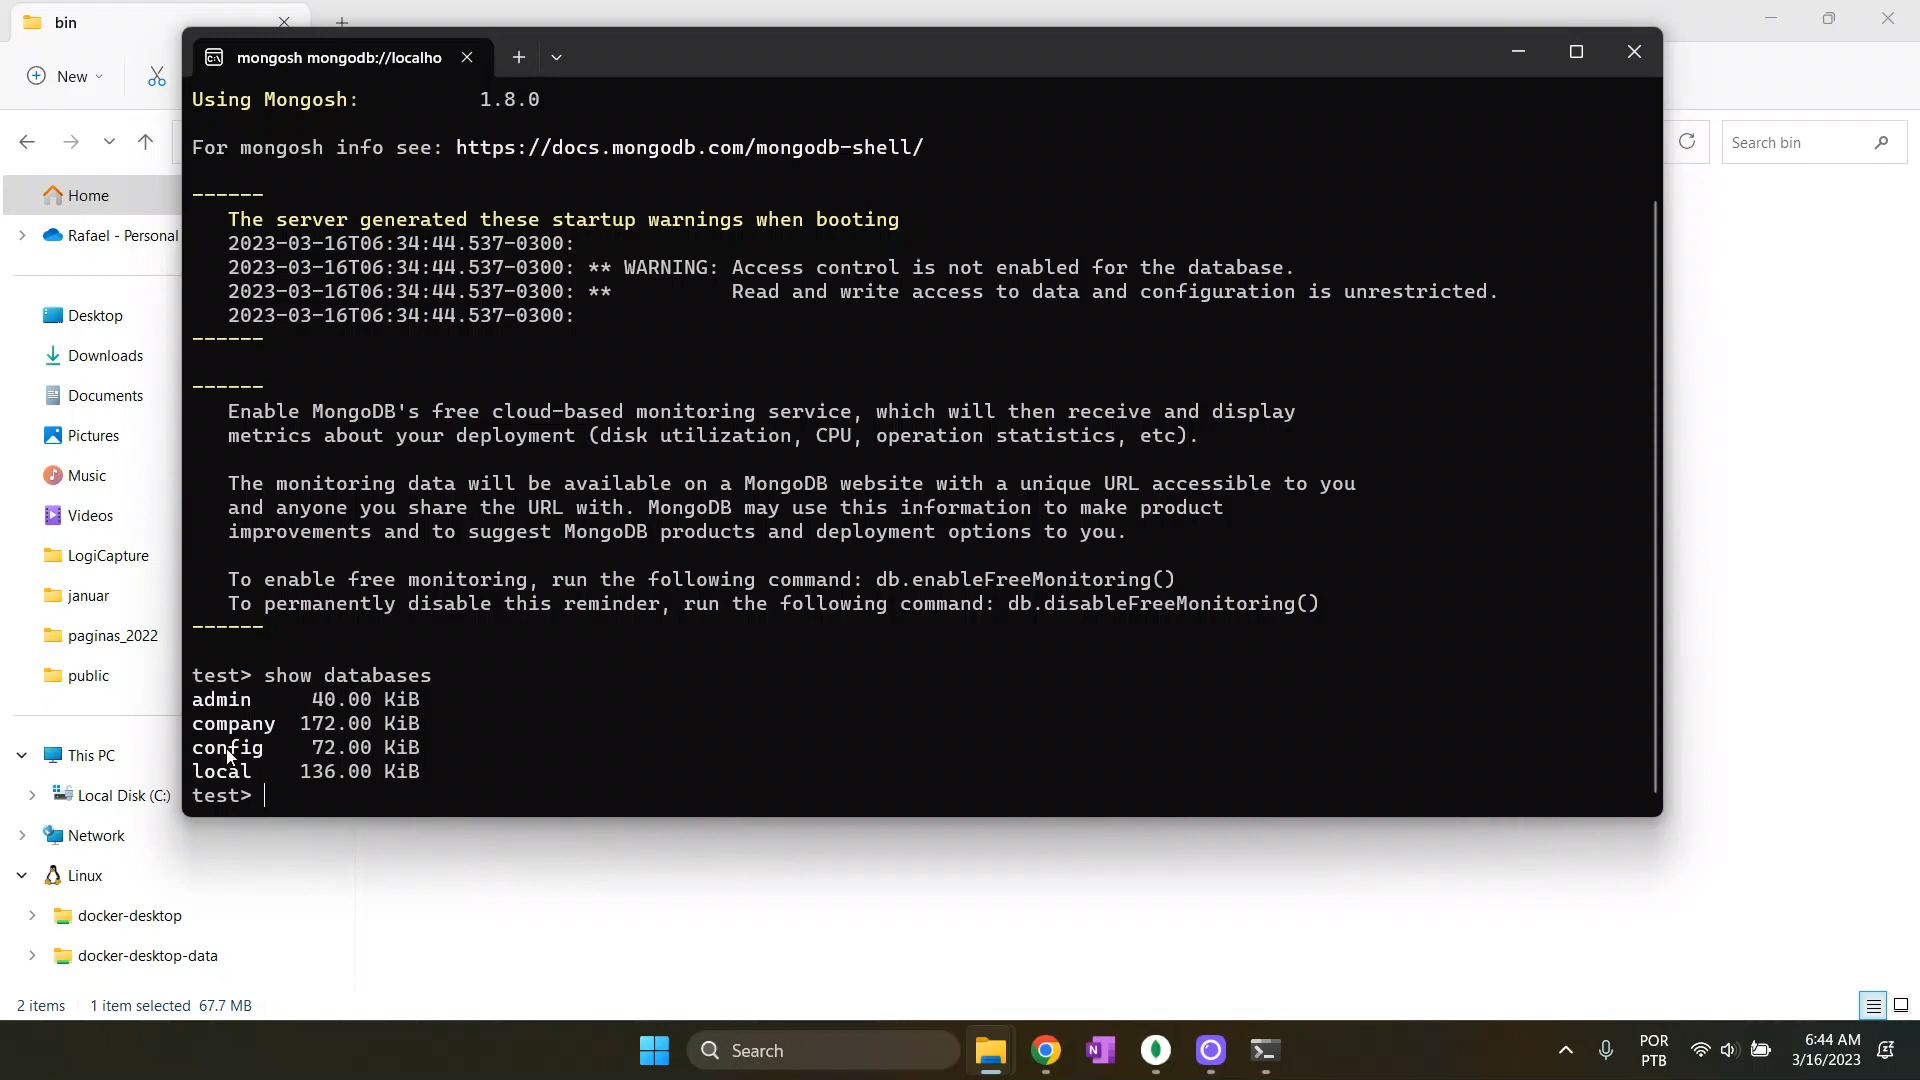 bin
New
Search bin
Home
Rafael - Personal
Desktop
Downloads
Documents
Pictures
Music
Videos
LogiCapture
januar
paginas_2022
public
This PC
Local Disk (C:)
Network
Linux
docker-desktop
docker-desktop-data
2 items 1 item selected 67.7 MB
mongosh mongodb://localho
Using Mongosh: 1.8.0
For mongosh info see: https://docs.mongodb.com/mongodb-shell/
------
The server generated these startup warnings when booting
2023-03-16T06:34:44.537-0300:
2023-03-16T06:34:44.537-0300: ** WARNING: Access control is not enabled for the database.
2023-03-16T06:34:44.537-0300: ** Read and write access to data and configuration is unrestricted.
2023-03-16T06:34:44.537-0300:
------
------
Enable MongoDB's free cloud-based monitoring service, which will then receive and display
metrics about your deployment (disk utilization, CPU, operation statistics, etc).
The monitoring data will be available on a MongoDB website with a unique URL accessible to you
and anyone you share the URL with. MongoDB may use this information to make product
improvements and to suggest MongoDB products and deployment options to you.
To enable free monitoring, run the following command: db.enableFreeMonitoring()
To permanently disable this reminder, run the following command: db.disableFreeMonitoring()
------
test> show databases
admin 40.00 KiB
company 172.00 KiB
config 72.00 KiB
local 136.00 KiB
test>
Search
POR
PTB
6:44 AM
3/16/2023